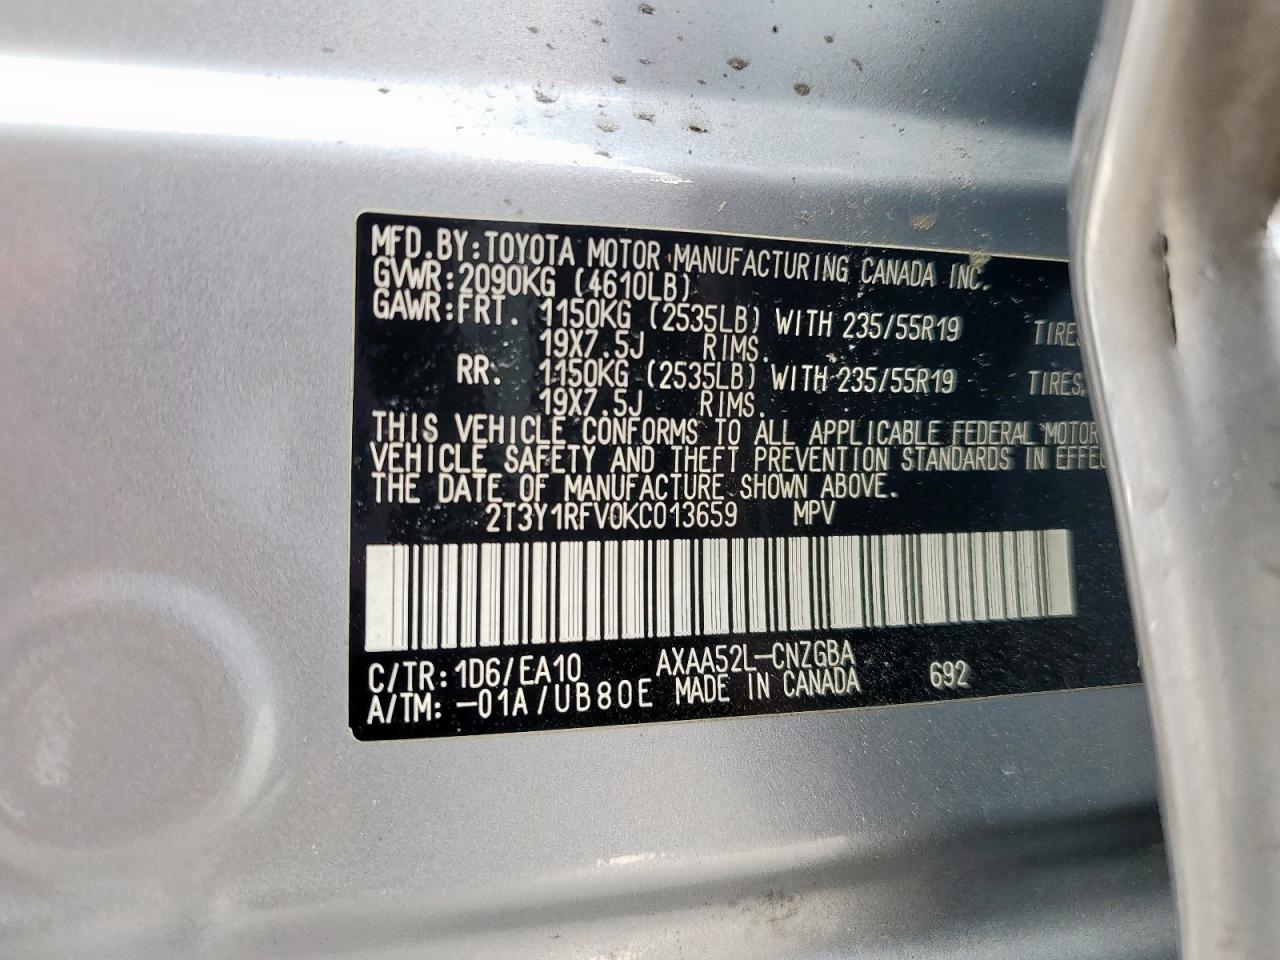 MFD.BY:TOYOTA MOTOR MANUFACTURING CANADA INC.
GVWR:2090KG (4610LB)
GAWR:FRT. 1150KG (2535LB) WITH 235/55R19 TIRES
19X7.5J RIMS.
RR. 1150KG (2535LB) WITH 235/55R19 TIRES,
19X7.5J RIMS.
THIS VEHICLE CONFORMS TO ALL APPLICABLE FEDERAL MOTOR
VEHICLE SAFETY AND THEFT PREVENTION STANDARDS IN EFFEC
THE DATE OF MANUFACTURE SHOWN ABOVE.
2T3Y1RFV0KC013659 MPV
C/TR:1D6/EA10 AXAA52L-CNZGBA 692
A/TM:-01A/UB80E MADE IN CANADA